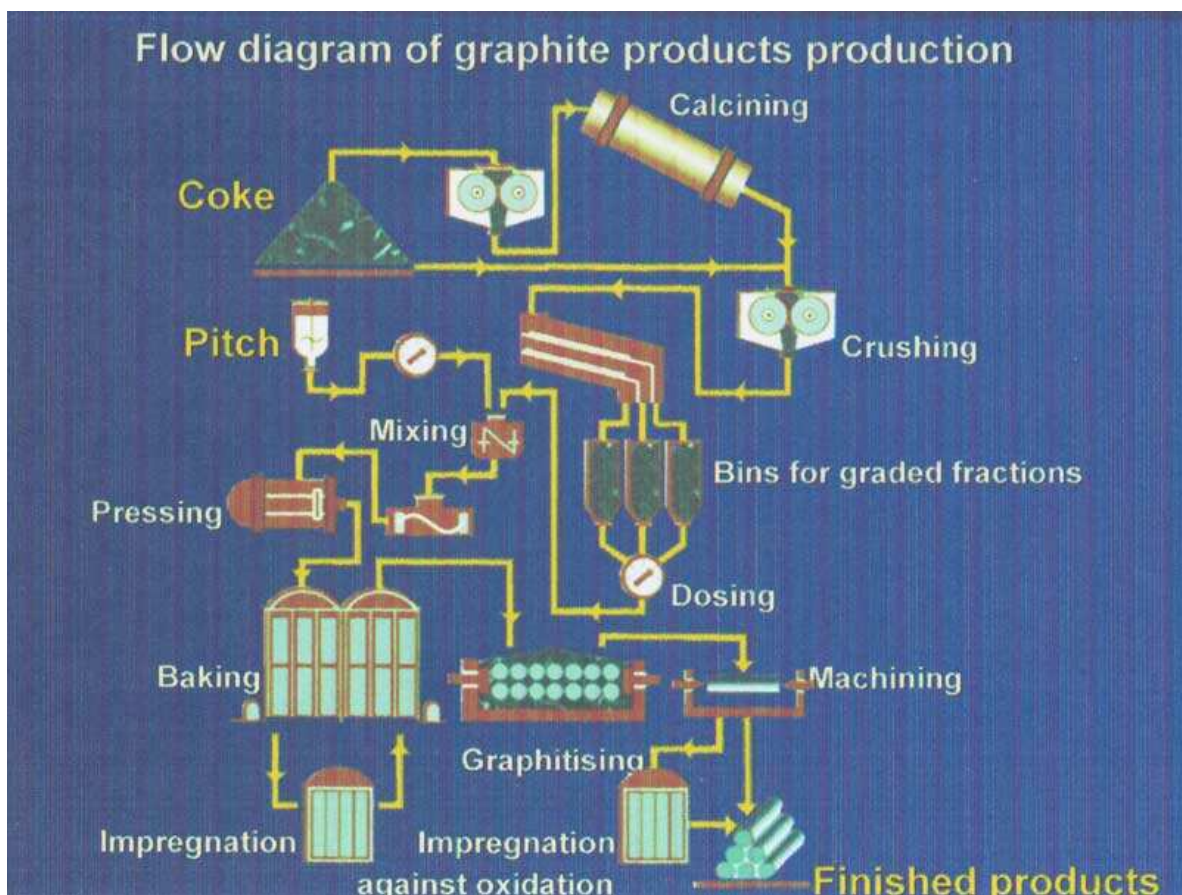 Flow diagram of graphite products production
Calcining
Coke
Pitch
Crushing
Mixing
Bins for graded fractions
Pressing
Dosing
Baking
Machining
Graphitising
Impregnation
Impregnation
against oxidation
Finished products